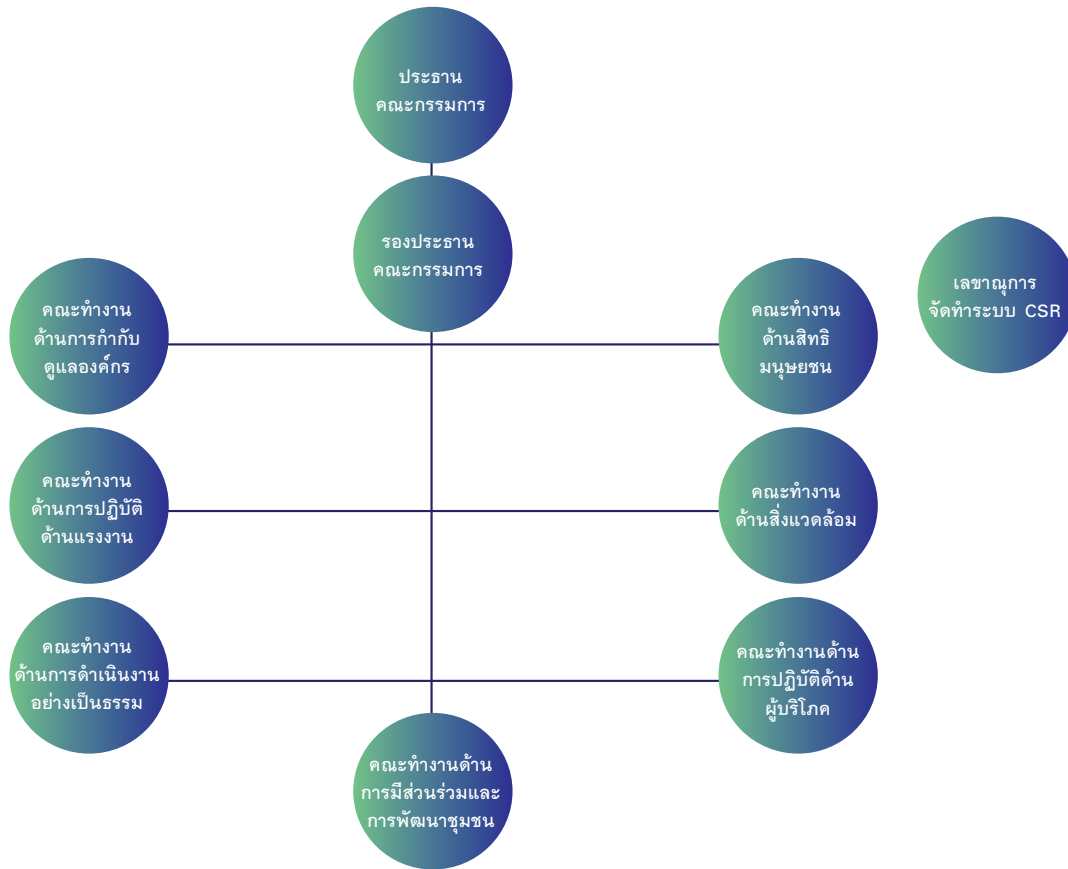 ประธาน
คณะกรรมการ
รองประธาน
คณะกรรมการ
เลขาณุการ
จัดทำระบบ CSR
คณะทำงาน
ด้านการกำกับ
ดูแลองค์กร
คณะทำงาน
ด้านสิทธิ
มนุษยชน
คณะทำงาน
ด้านการปฏิบัติ
ด้านแรงงาน
คณะทำงาน
ด้านสิ่งแวดล้อม
คณะทำงาน
ด้านการดำเนินงาน
อย่างเป็นธรรม
คณะทำงานด้าน
การปฏิบัติด้าน
ผู้บริโภค
คณะทำงานด้าน
การมีส่วนร่วมและ
การพัฒนาชุมชน